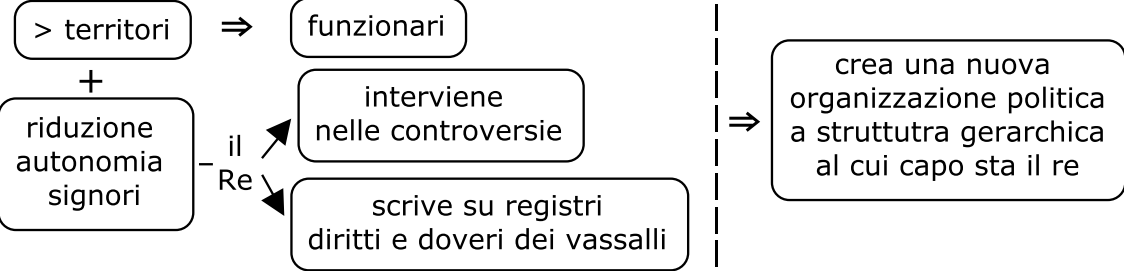 > territori ⇒ funzionari
+
riduzione
autonomia
signori
– il
Re
interviene
nelle controversie
scrive su registri
diritti e doveri dei vassalli
⇒
crea una nuova
organizzazione politica
a struttutra gerarchica
al cui capo sta il re